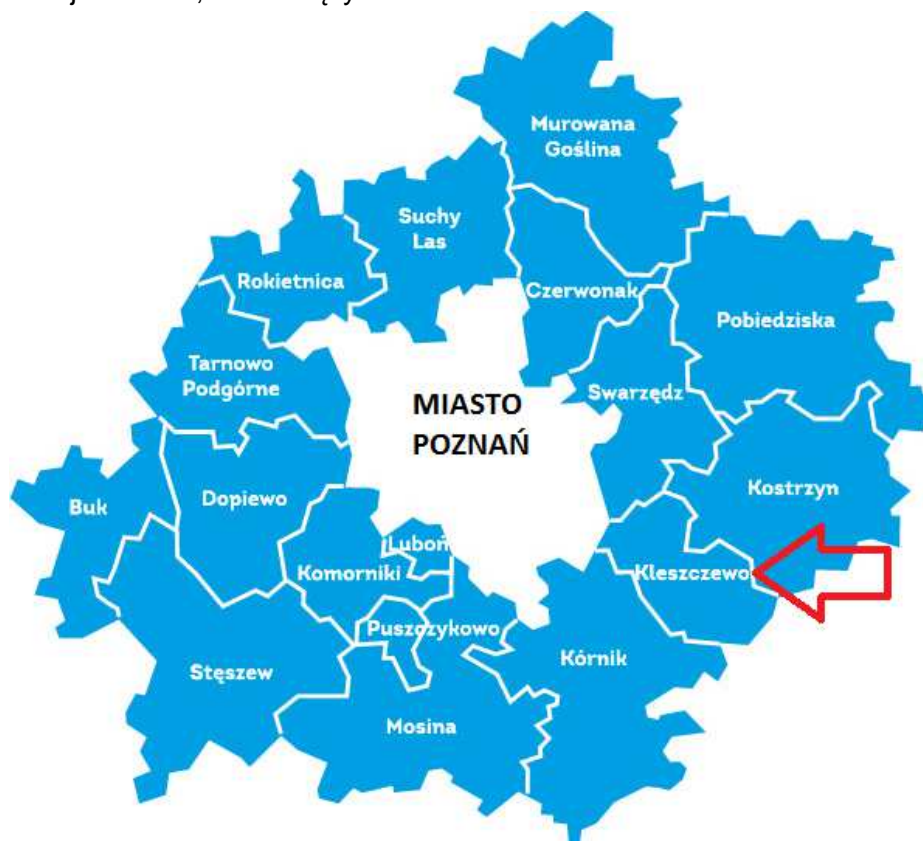 Murowana
Goślina
Suchy
Las
Rokietnica
Czerwonak
Pobiedziska
Tarnowo
Podgórne
Swarzędz
MIASTO
POZNAŃ
Buk
Dopiewo
Kostrzyn
Luboń
Komorniki
Kleszczewo
Puszczykowo
Stęszew
Kórnik
Mosina